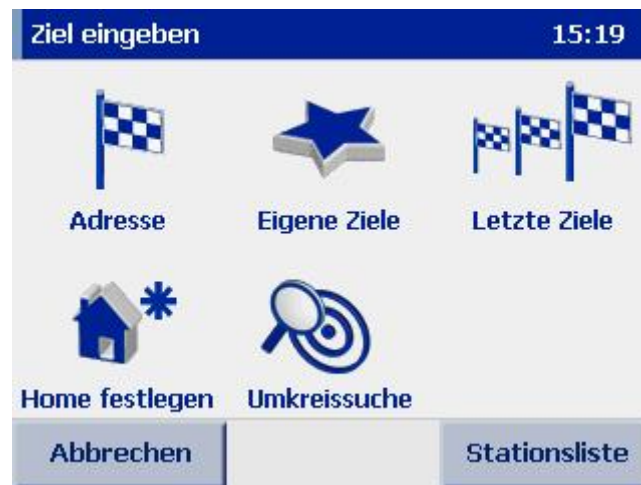 Ziel eingeben 15:19
Adresse Eigene Ziele Letzte Ziele
Home festlegen Umkreissuche
Abbrechen Stationsliste